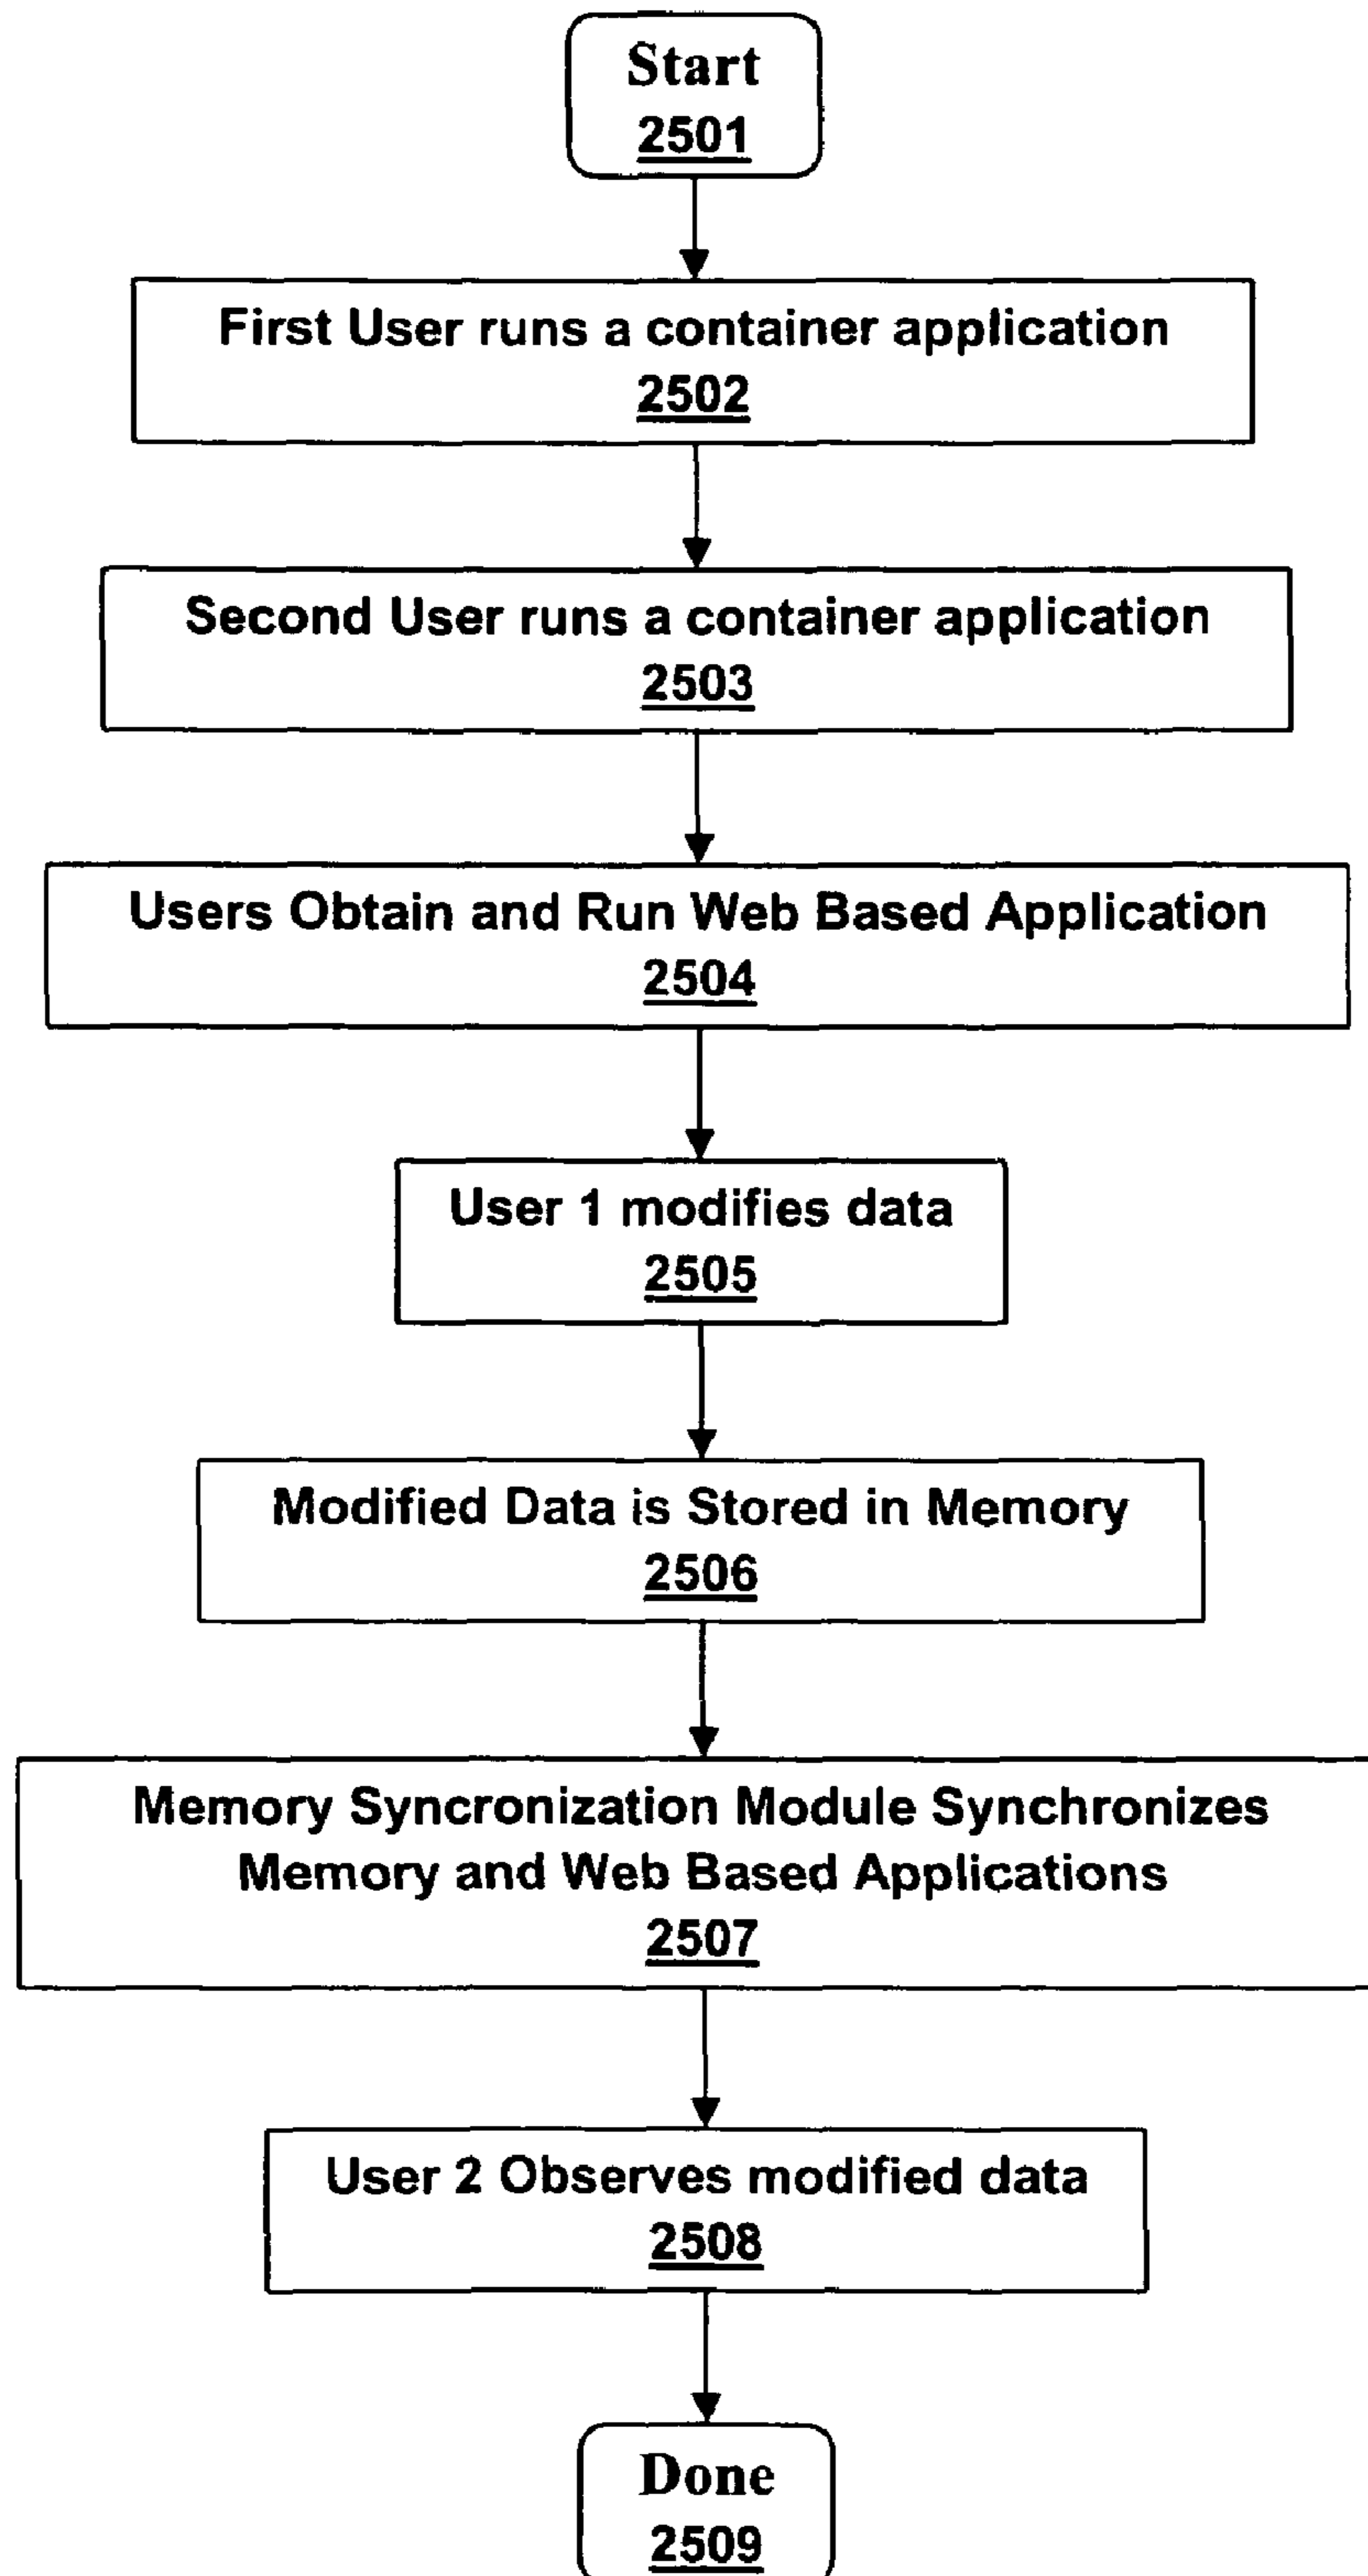 Start
2501
First User runs a container application
2502
Second User runs a container application
2503
Users Obtain and Run Web Based Application
2504
User 1 modifies data
2505
Modified Data is Stored in Memory
2506
Memory Syncronization Module Synchronizes
Memory and Web Based Applications
2507
User 2 Observes modified data
2508
Done
2509